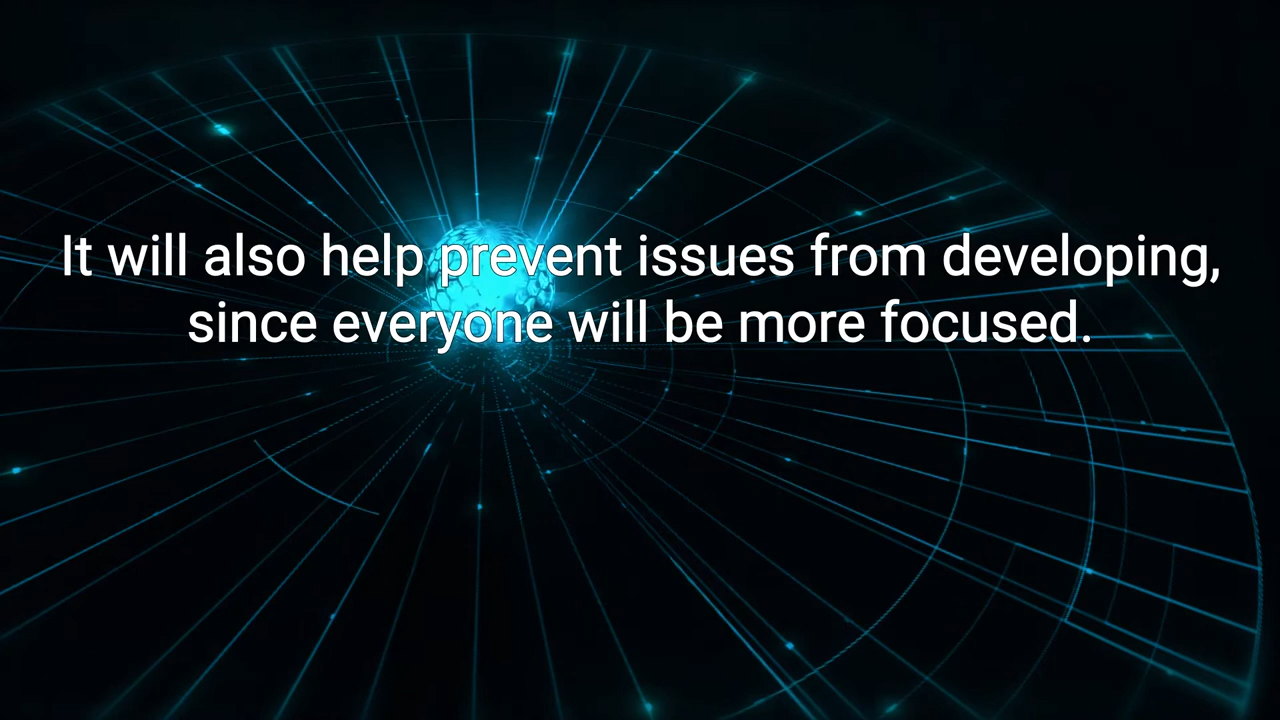 It will also help prevent issues from developing,
since everyone will be more focused.